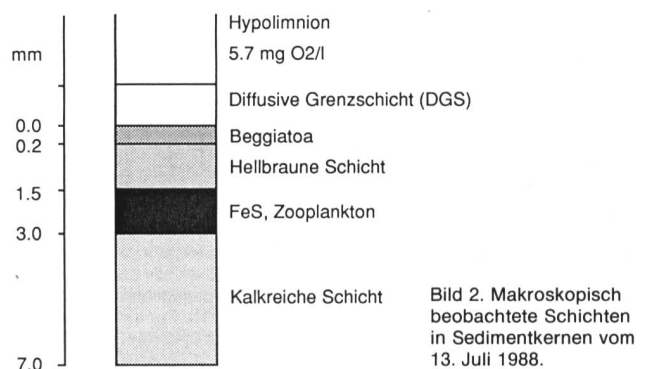 Hypolimnion
mm
5.7 mg O2/l
Diffusive Grenzschicht (DGS)
0.0
Beggiatoa
0.2
Hellbraune Schicht
1.5
FeS, Zooplankton
3.0
Kalkreiche Schicht
7.0
Bild 2. Makroskopisch
beobachtete Schichten
in Sedimentkernen vom
13. Juli 1988.